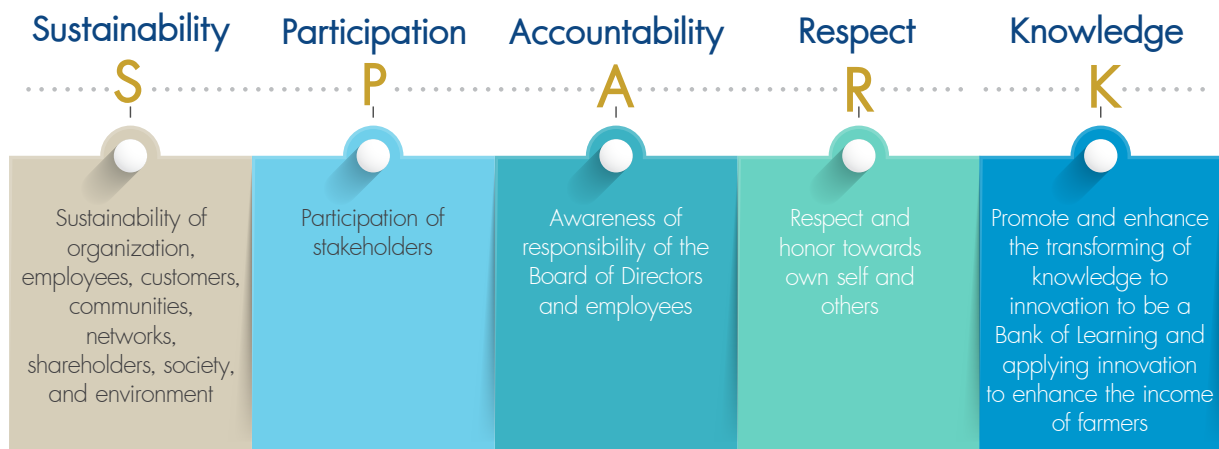 Sustainability
S
Sustainability of
organization,
employees, customers,
communities,
networks,
shareholders, society,
and environment
Participation
P
Participation of
stakeholders
Accountability
A
Awareness of
responsibility of the
Board of Directors
and employees
Respect
R
Respect and
honor towards
own self and
others
Knowledge
K
Promote and enhance
the transforming of
knowledge to
innovation to be a
Bank of Learning and
applying innovation
to enhance the income
of farmers